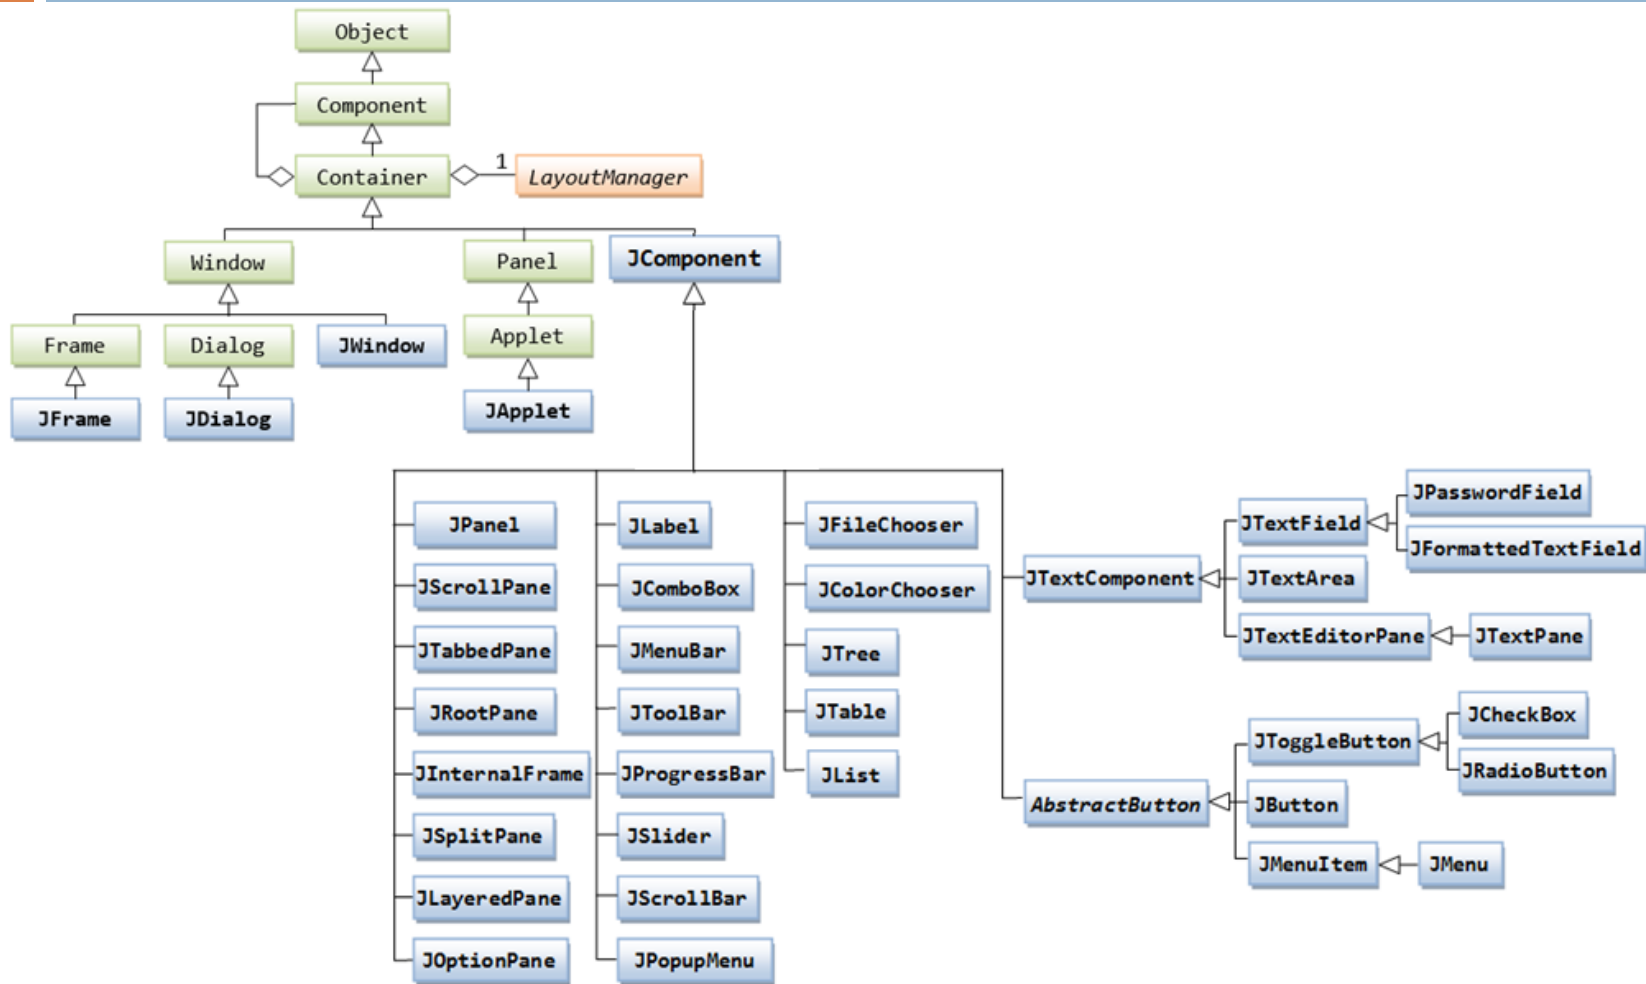 Object
Component
Container
1
LayoutManager
Window
Panel
JComponent
Frame
Dialog
JWindow
Applet
JFrame
JDialog
JApplet
JPanel
JScrollPane
JTabbedPane
JRootPane
JInternalFrame
JSplitPane
JLayeredPane
JOptionPane
JLabel
JComboBox
JMenuBar
JToolBar
JProgressBar
JSlider
JScrollBar
JPopupMenu
JFileChooser
JColorChooser
JTree
JTable
JList
JTextComponent
JTextField
JPasswordField
JFormattedTextField
JTextArea
JTextEditorPane
JTextPane
AbstractButton
JToggleButton
JCheckBox
JRadioButton
JButton
JMenuItem
JMenu